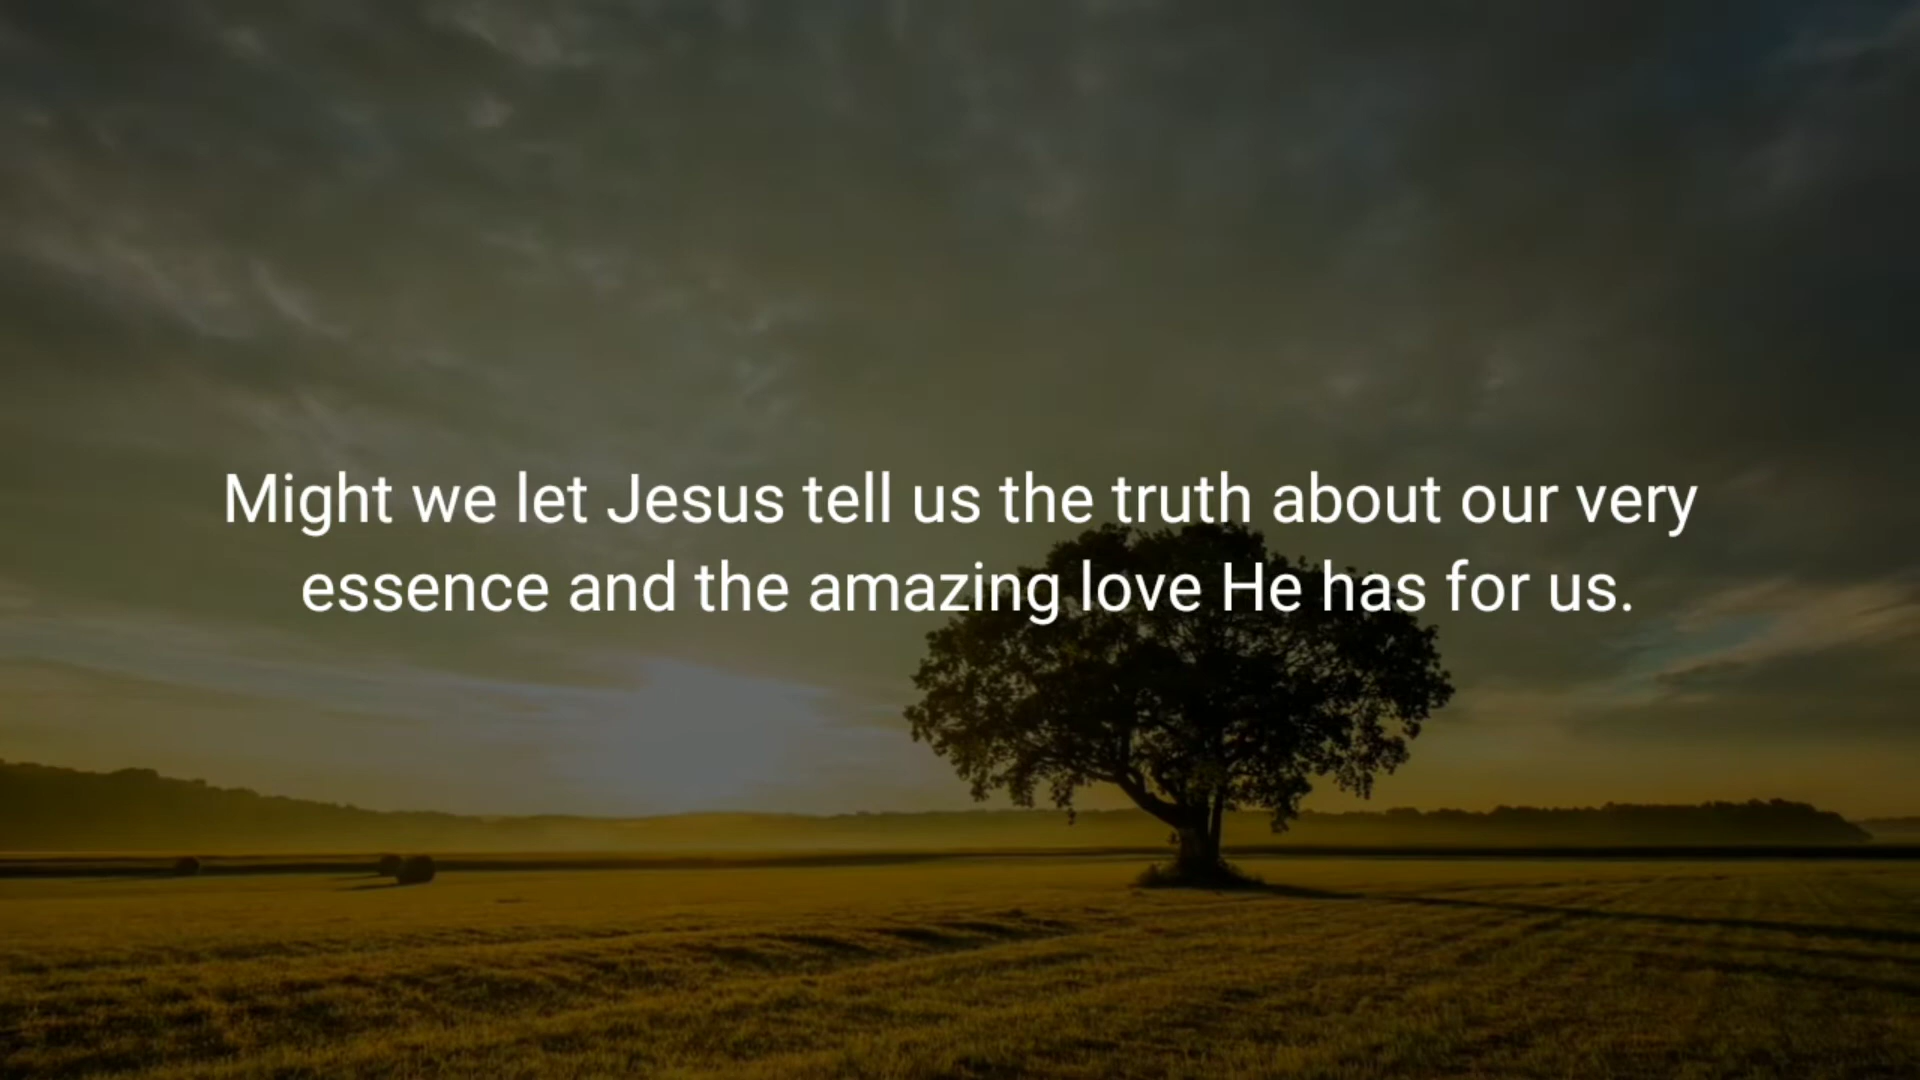 Might we let Jesus tell us the truth about our very
essence and the amazing love He has for us.